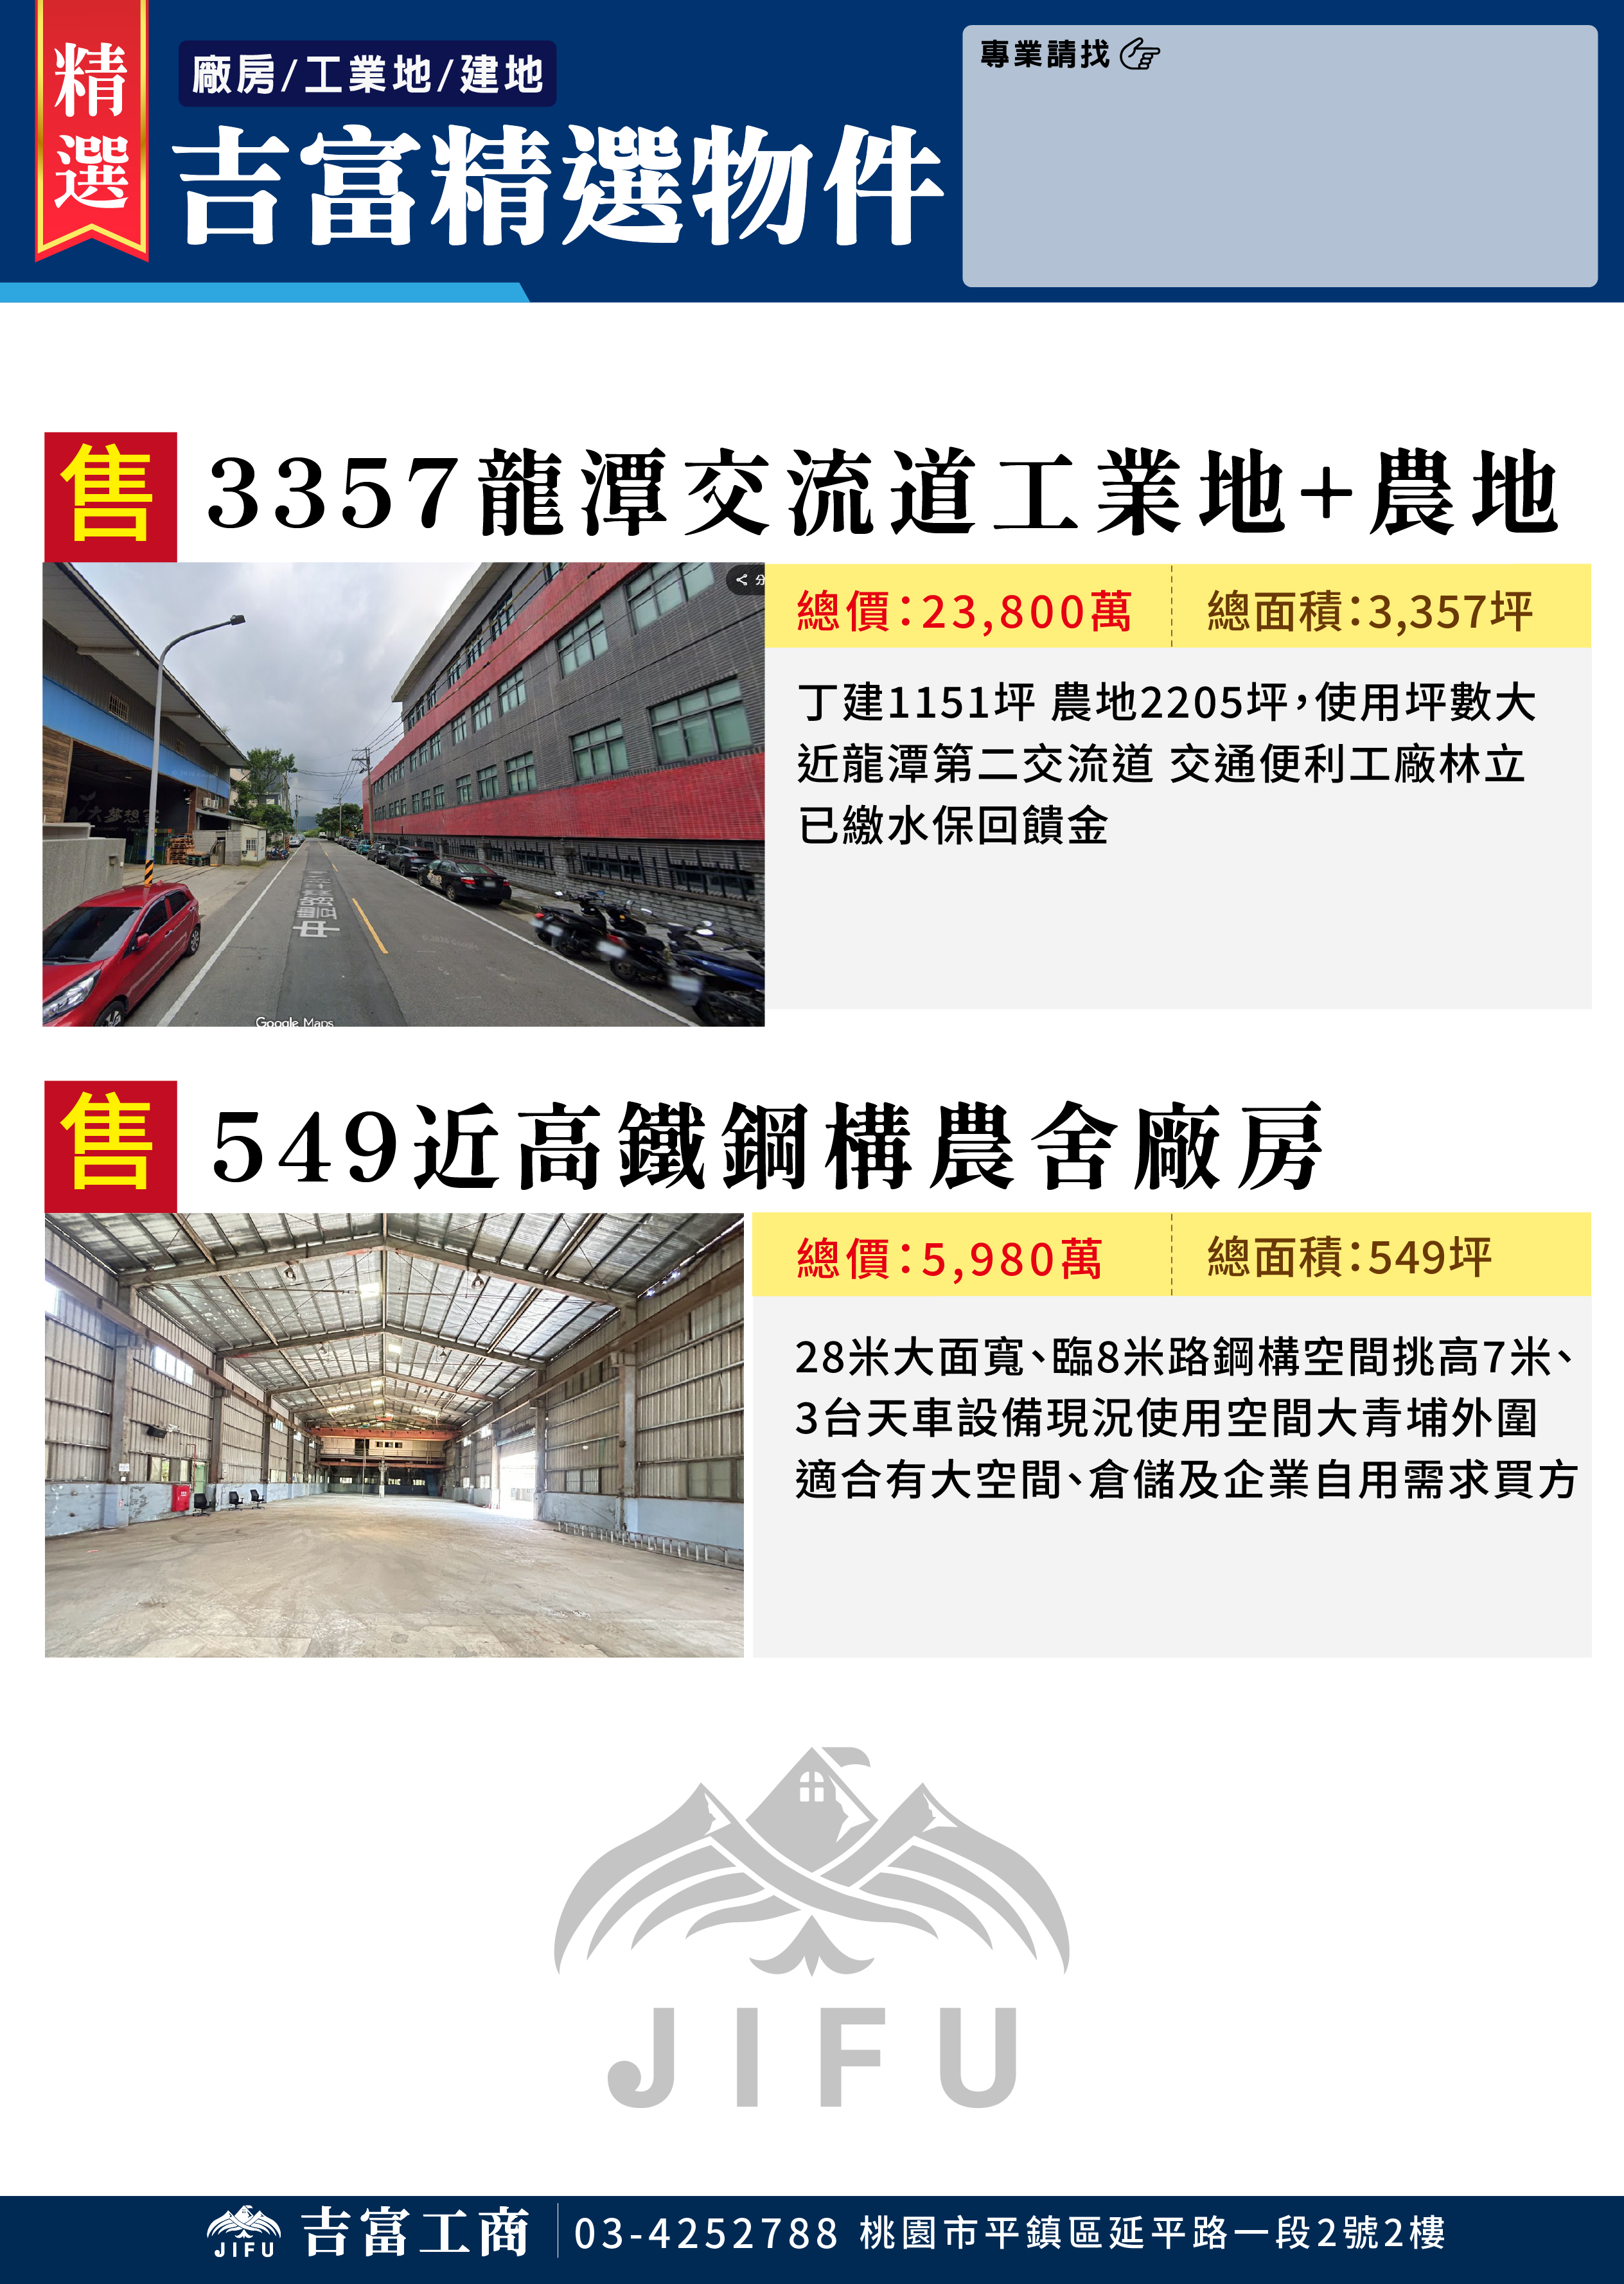 精選
廠房/工業地/建地
吉富精選物件
專業請找
售
3357龍潭交流道工業地+農地
分
總價：23,800萬
總面積：3,357坪
丁建1151坪 農地2205坪，使用坪數大
近龍潭第二交流道 交通便利工廠林立
已繳水保回饋金
大夢想家
中豐路
Google Maps
售
549近高鐵鋼構農舍廠房
總價：5,980萬
總面積：549坪
28米大面寬、臨8米路鋼構空間挑高7米、
3台天車設備現況使用空間大青埔外圍
適合有大空間、倉儲及企業自用需求買方
JIFU
JIFU
吉富工商
03-4252788 桃園市平鎮區延平路一段2號2樓